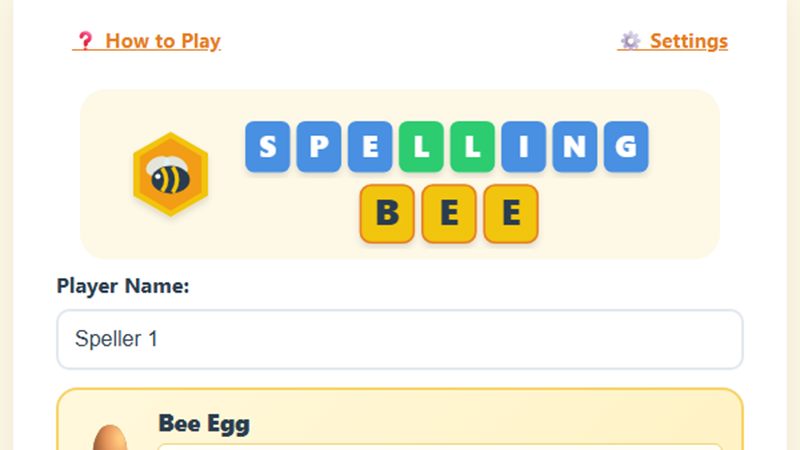 How to Play
Settings
SPELLING
BEE
Player Name:
Speller 1
Bee Egg